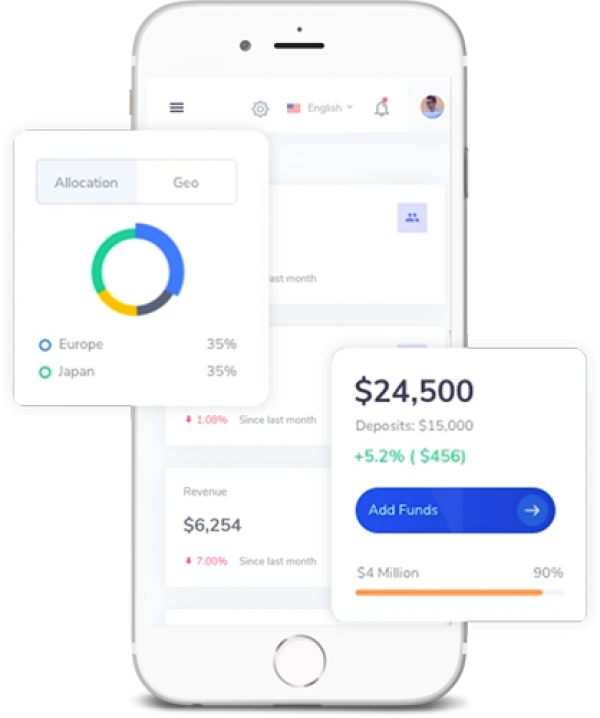 English
Allocation Geo
ast month
Europe 35%
Japan 35%
$24,500
Deposits: $15,000
+5.2% ( $456)
1.08% Since last month
Add Funds
Revenue
$6,254
7.00% Since last month
$4 Million 90%